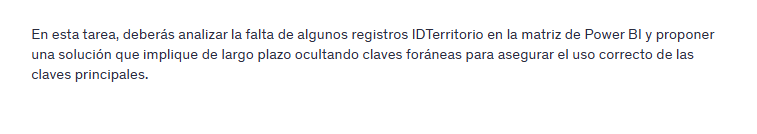 En esta tarea, deberás analizar la falta de algunos registros IDTerritorio en la matriz de Power BI y proponer
una solución que implique de largo plazo ocultando claves foráneas para asegurar el uso correcto de las
claves principales.